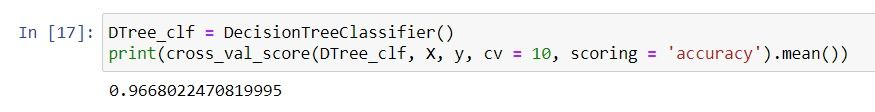 In [17]: DTree_clf = DecisionTreeClassifier()
print(cross_val_score(DTree_clf, X, y, cv = 10, scoring = 'accuracy').mean())
0.9668022470819995